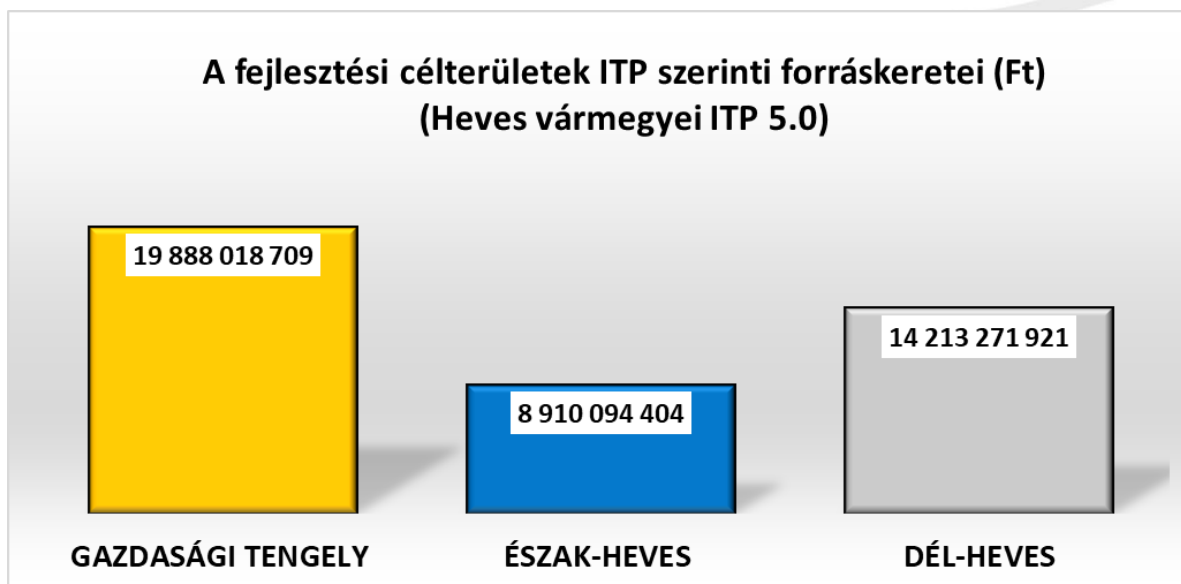 A fejlesztési célterületek ITP szerinti forráskeretei (Ft)
(Heves vármegyei ITP 5.0)
19 888 018 709
8 910 094 404
14 213 271 921
GAZDASÁGI TENGELY
ÉSZAK-HEVES
DÉL-HEVES